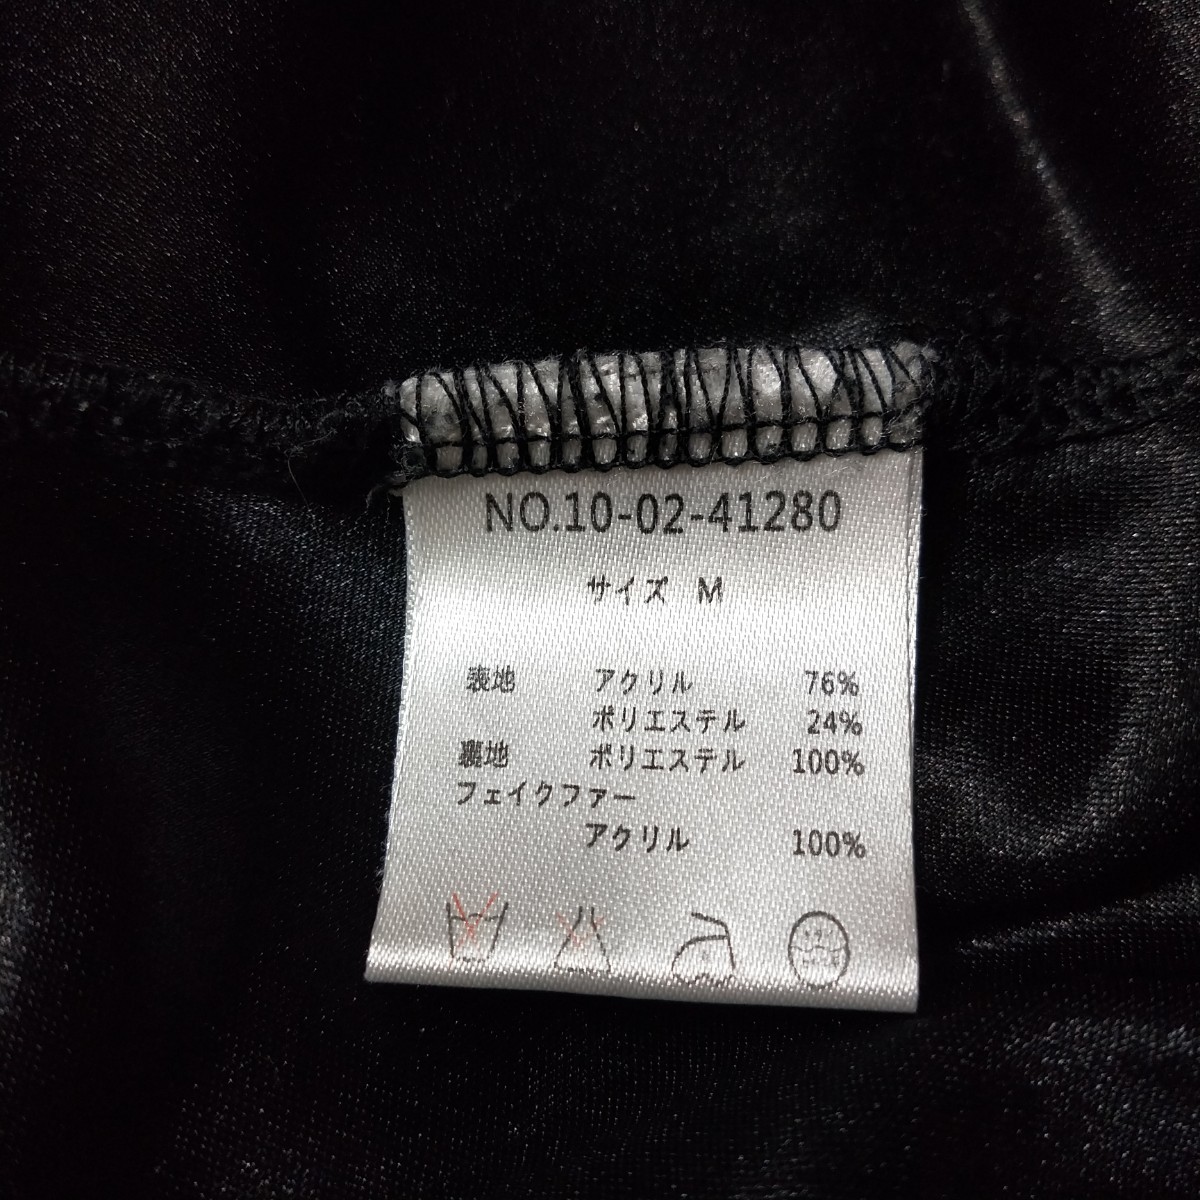 NO.10-02-41280
サイズ M
表地 アクリル 76%
ポリエステル 24%
裏地 ポリエステル 100%
フェイクファー
アクリル 100%